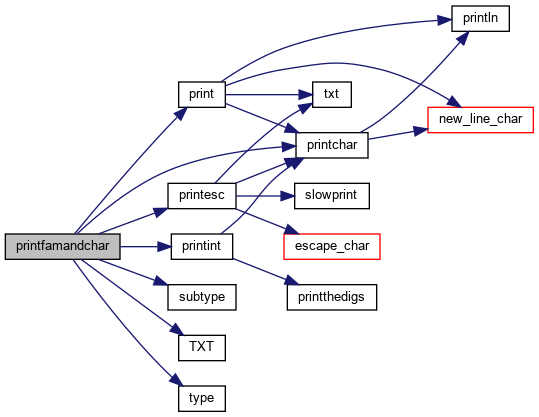 println
print
txt
new_line_char
printchar
printesc
slowprint
printfamandchar
printint
escape_char
subtype
printthedigs
TXT
type